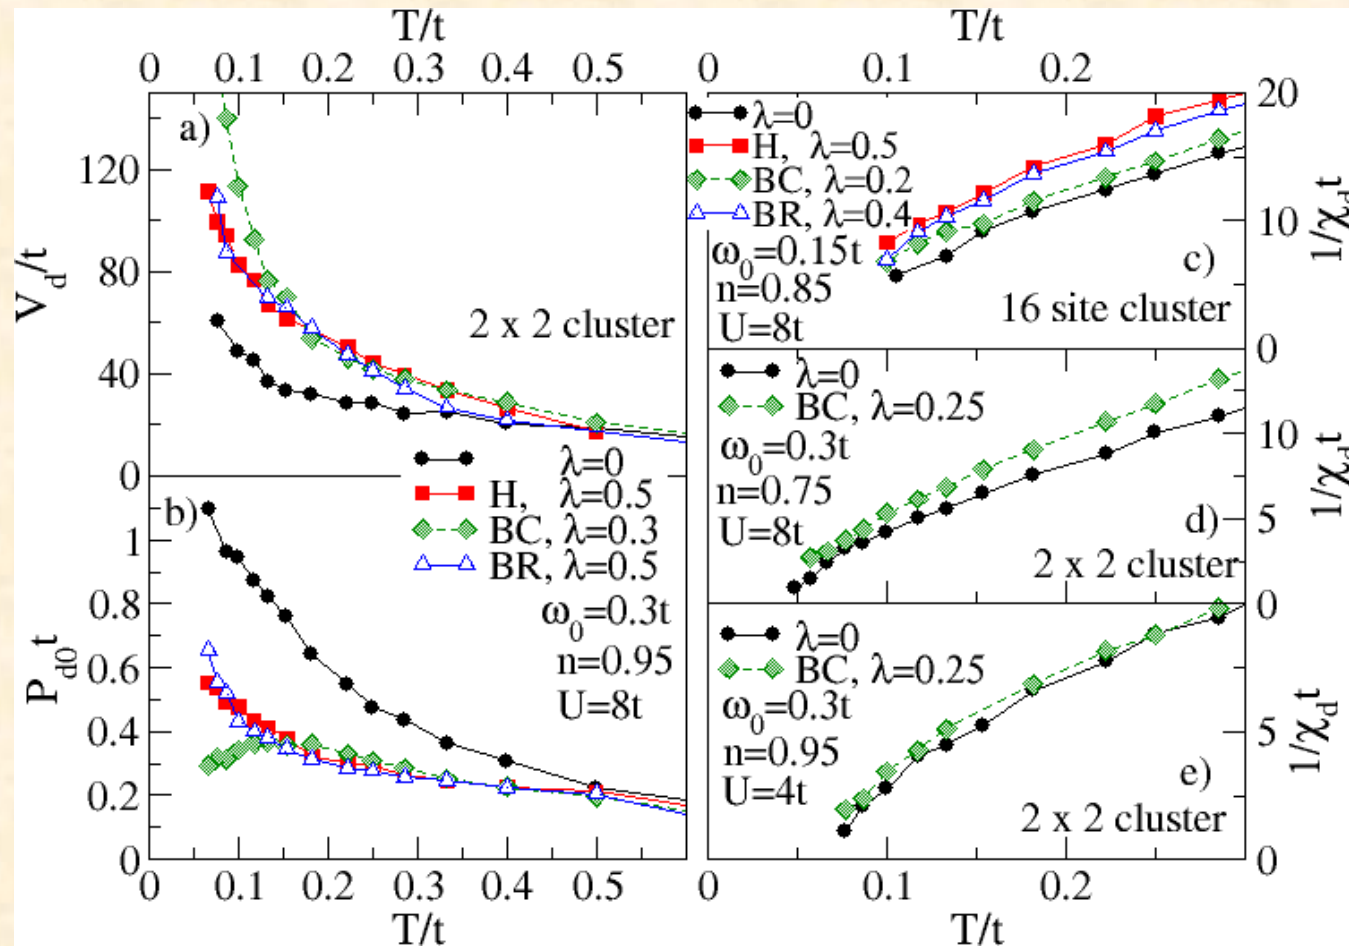 T/t
0 0.1 0.2 0.3 0.4 0.5
a)
120
80
40
0
V_d/t
2 x 2 cluster
λ=0
H, λ=0.5
BC, λ=0.3
BR, λ=0.5
ω_0=0.3t
n=0.95
U=8t
b)
1
0.8
0.6
0.4
0.2
0
P_d0 t
0 0.1 0.2 0.3 0.4 0.5
T/t
T/t
0 0.1 0.2
λ=0
H, λ=0.5
BC, λ=0.2
BR, λ=0.4
ω_0=0.15t
n=0.85
U=8t
c)
16 site cluster
20
10
0
1/χ_d t
λ=0
BC, λ=0.25
ω_0=0.3t
n=0.75
U=8t
d)
2 x 2 cluster
10
5
0
1/χ_d t
λ=0
BC, λ=0.25
ω_0=0.3t
n=0.95
U=4t
e)
2 x 2 cluster
5
0
1/χ_d t
0 0.1 0.2
T/t